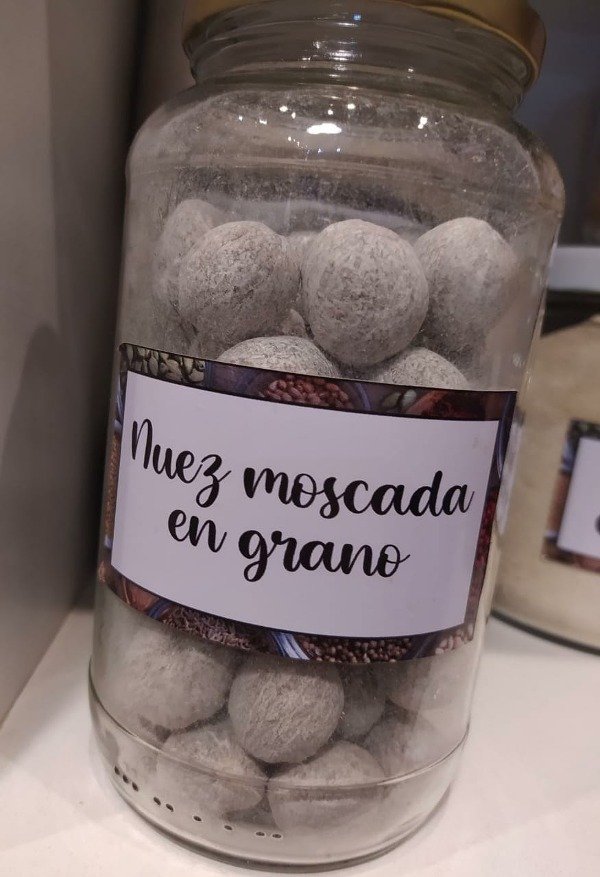 Nuez moscada
en grano